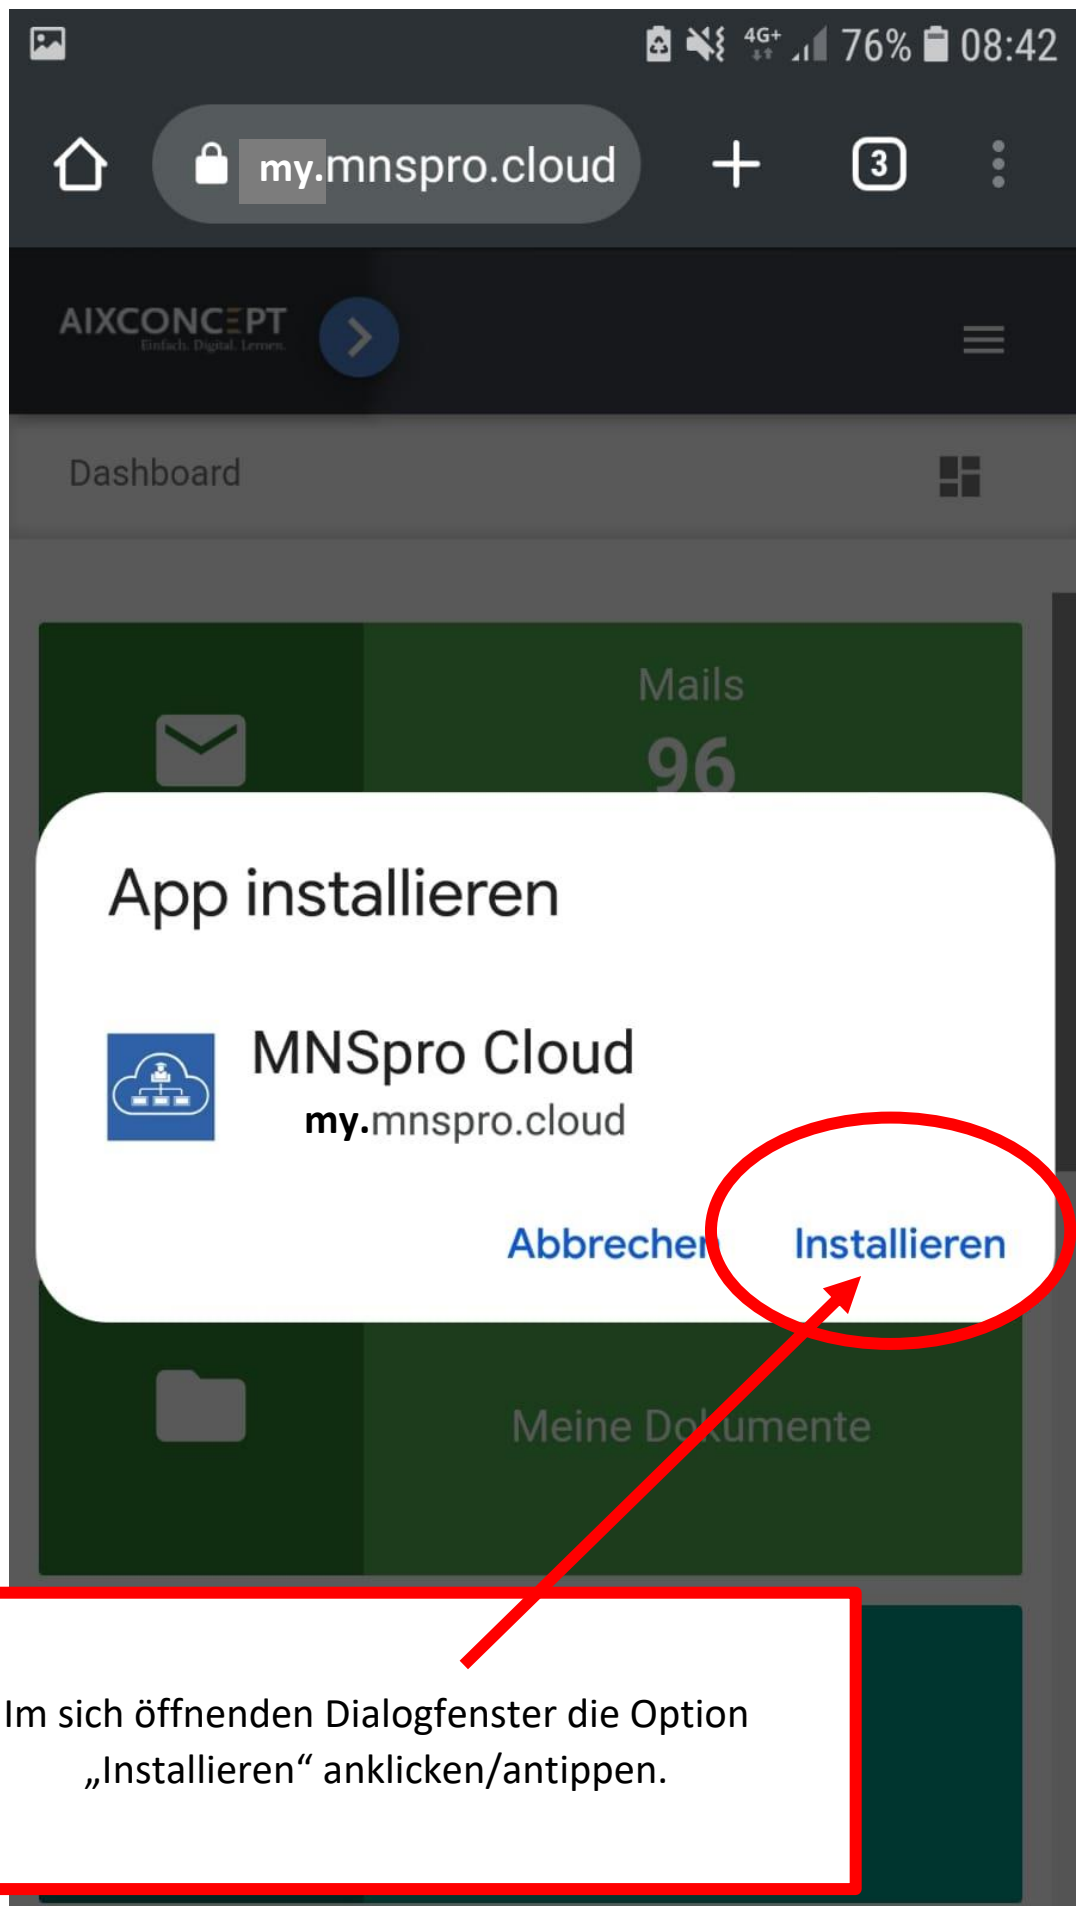 4G+ 76% 08:42
my.mnspro.cloud 3
AIXCONCEPT
Einfach. Digital. Lernen.
Dashboard
Mails
96
App installieren
MNSpro Cloud
my.mnspro.cloud
Abbrechen Installieren
Meine Dokumente
Im sich öffnenden Dialogfenster die Option
„Installieren“ anklicken/antippen.